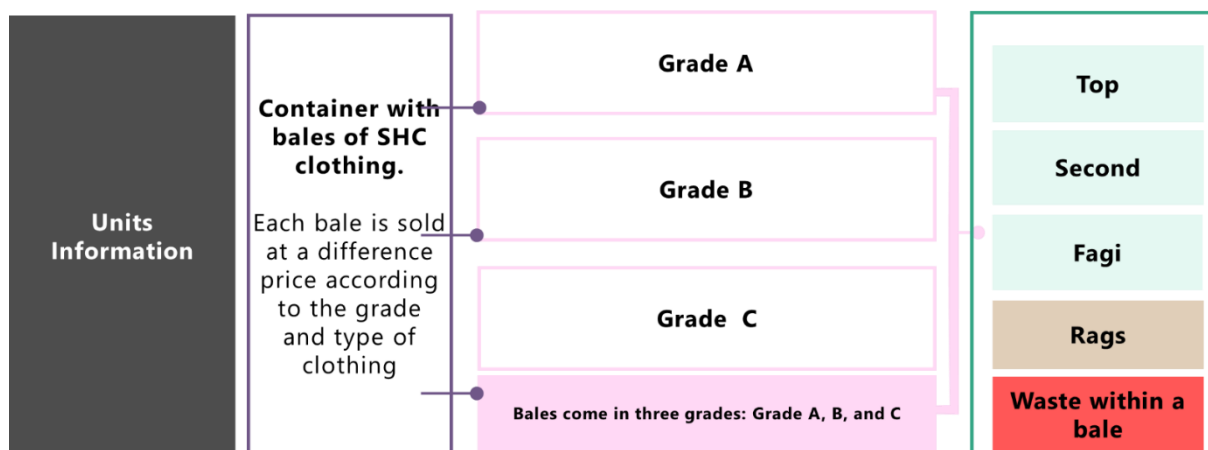 Units
Information
Container with
bales of SHC
clothing.
Each bale is sold
at a difference
price according
to the grade
and type of
clothing
Grade A
Grade B
Grade C
Bales come in three grades: Grade A, B, and C
Top
Second
Fagi
Rags
Waste within a
bale